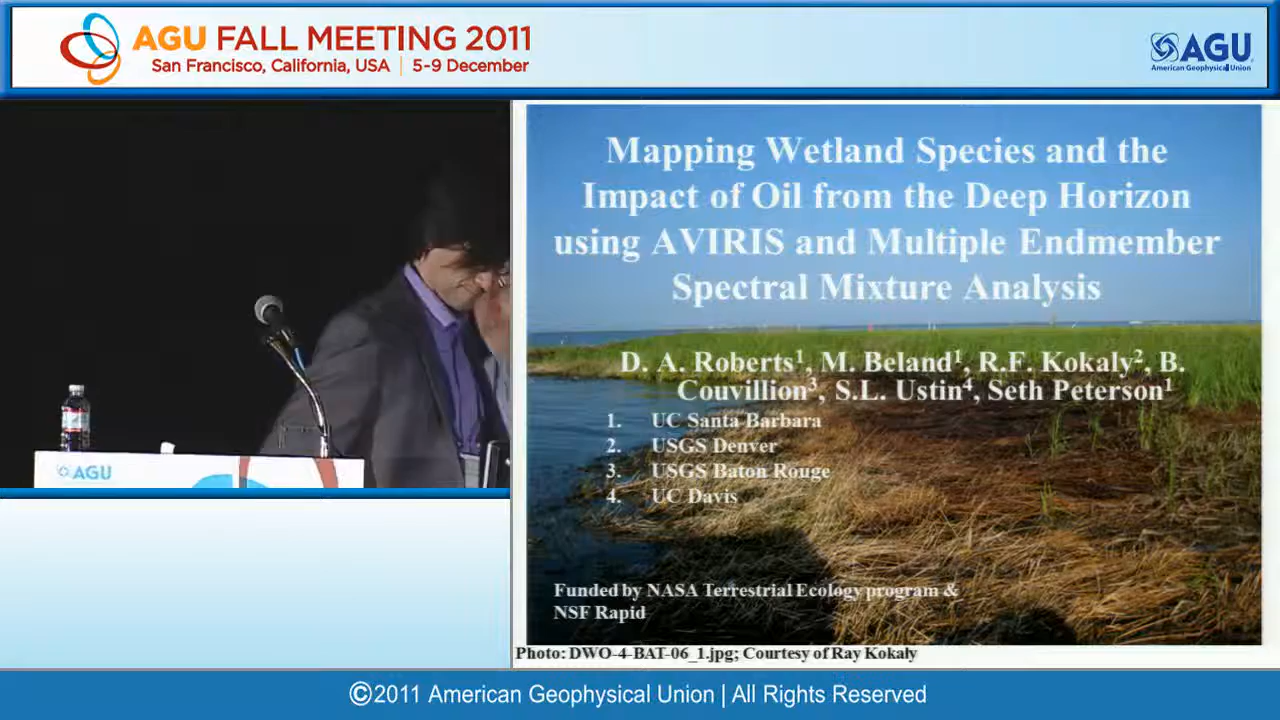 AGU FALL MEETING 2011
San Francisco, California, USA | 5-9 December
AGU
American Geophysical Union
Mapping Wetland Species and the
Impact of Oil from the Deep Horizon
using AVIRIS and Multiple Endmember
Spectral Mixture Analysis
D. A. Roberts¹, M. Beland¹, R.F. Kokaly², B.
Couvillion³, S.L. Ustin⁴, Seth Peterson¹
1. UC Santa Barbara
2. USGS Denver
3. USGS Baton Rouge
4. UC Davis
AGU
Funded by NASA Terrestrial Ecology program &
NSF Rapid
Photo: DWO-4-BAT-06_1.jpg; Courtesy of Ray Kokaly
©2011 American Geophysical Union | All Rights Reserved